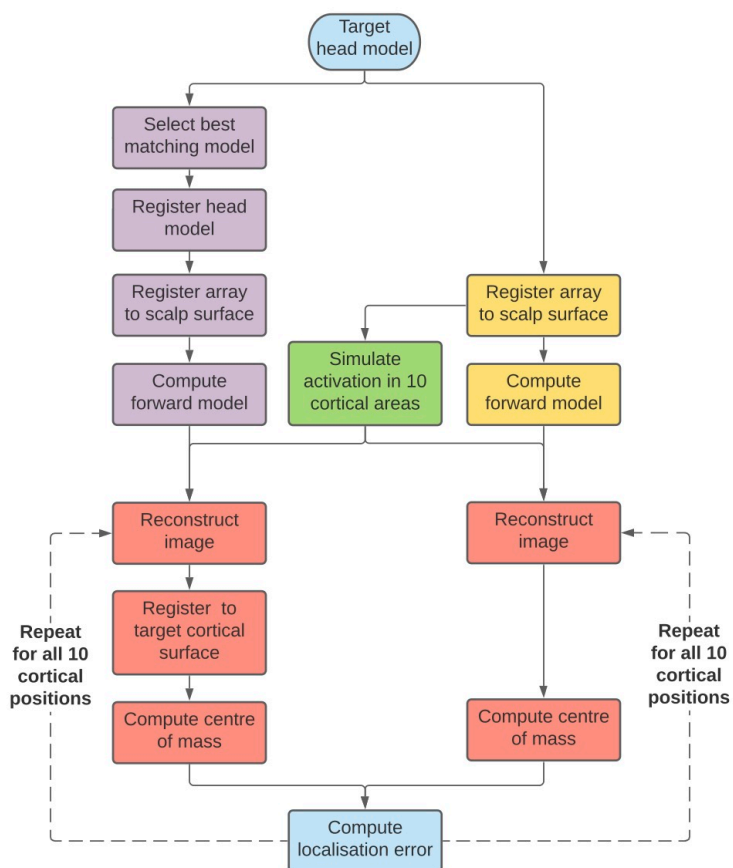 Target
head model
Select best
matching model
Register head
model
Register array
to scalp surface
Register array
to scalp surface
Simulate
activation in 10
cortical areas
Compute
forward model
Compute
forward model
Reconstruct
image
Reconstruct
image
Register to
target cortical
surface
Repeat
for all 10
cortical
positions
Repeat
for all 10
cortical
positions
Compute centre
of mass
Compute centre
of mass
Compute
localisation error